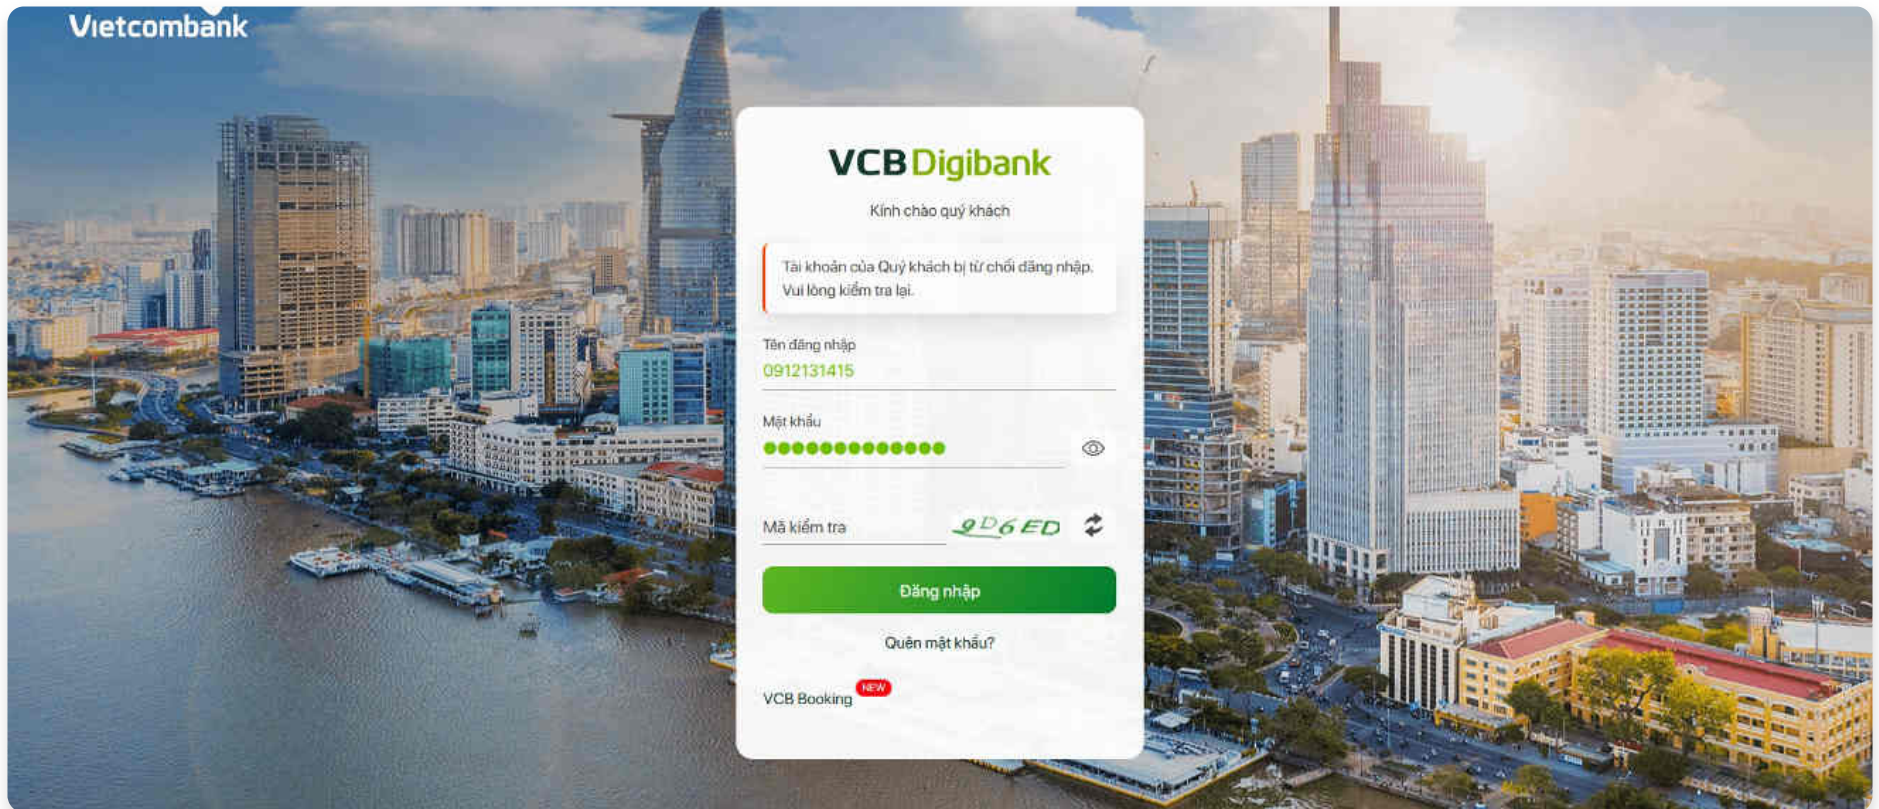 Vietcombank
VCB Digibank
Kính chào quý khách
Tài khoản của Quý khách bị từ chối đăng nhập.
Vui lòng kiểm tra lại.
Tên đăng nhập
0912131415
Mật khẩu
Mã kiểm tra
9D6ED
Đăng nhập
Quên mật khẩu?
VCB Booking NEW